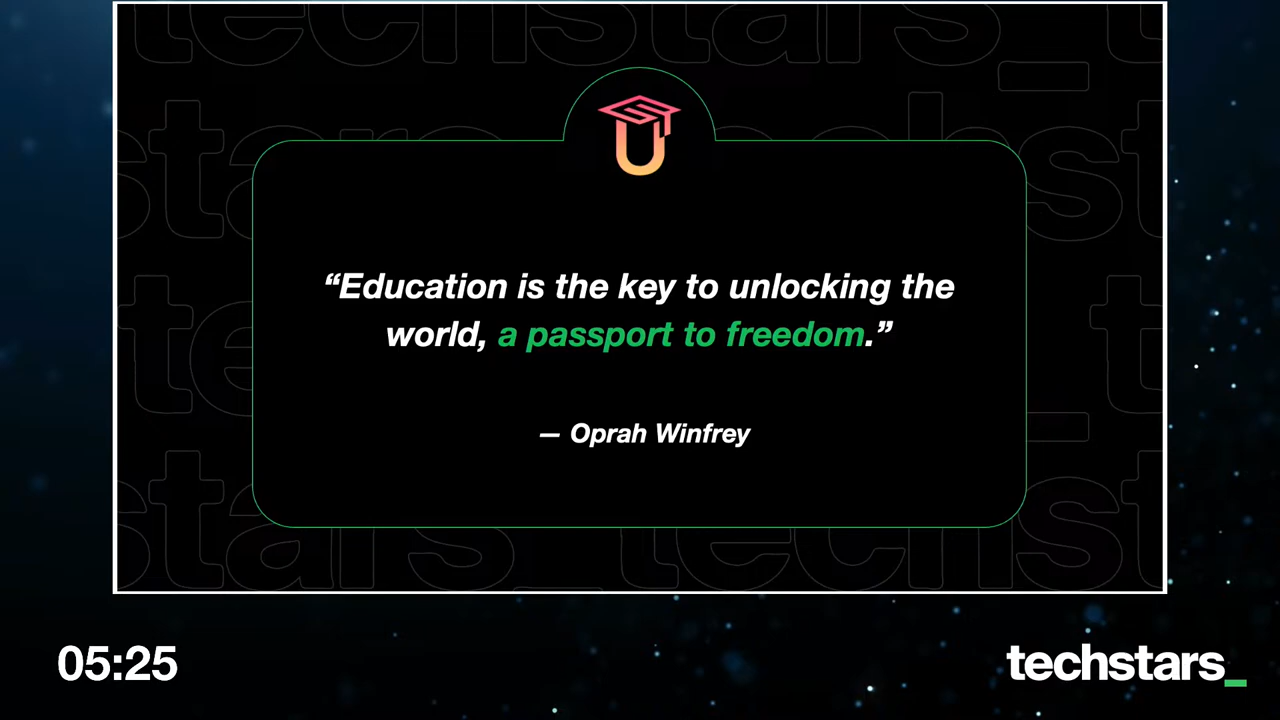 “Education is the key to unlocking the
world, a passport to freedom.”
— Oprah Winfrey
05:25
techstars_